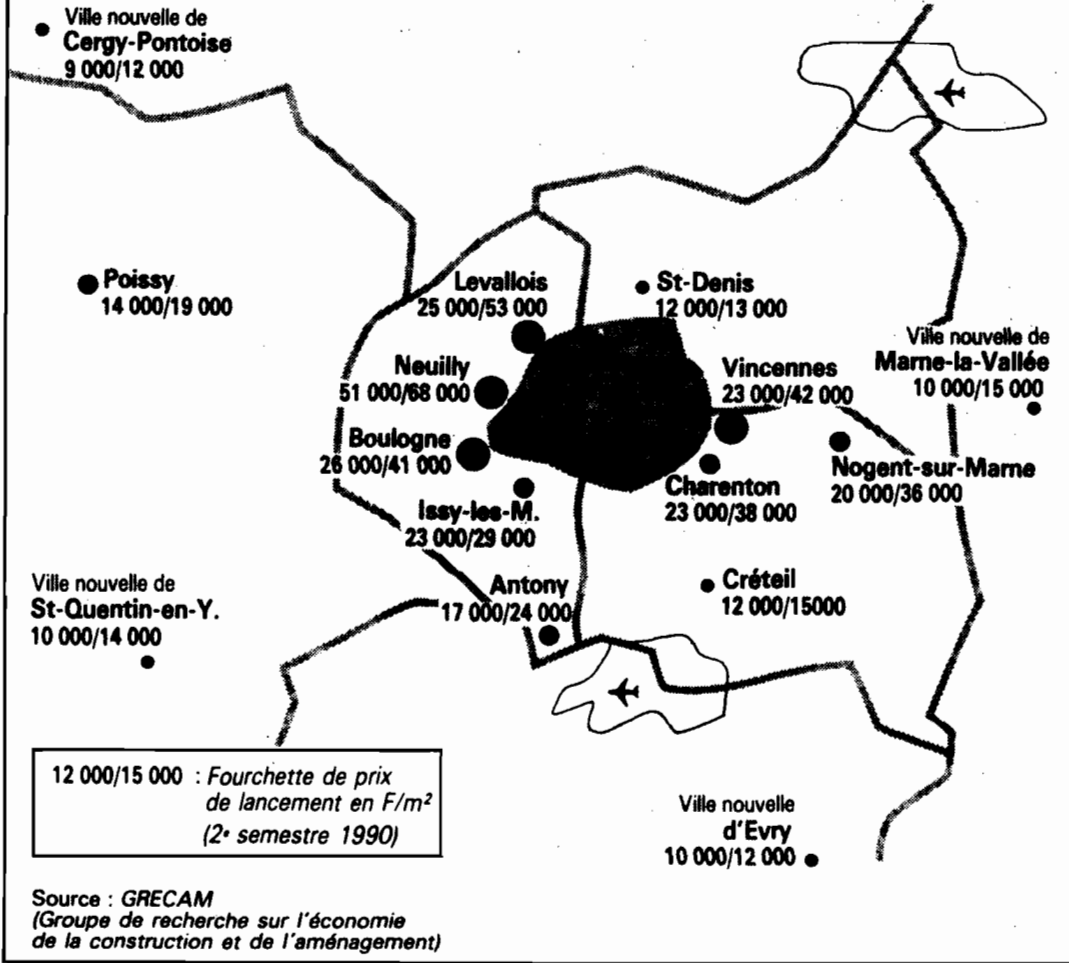 Ville nouvelle de
Cergy-Pontoise
9 000/12 000
Poissy
14 000/19 000
Levallois
25 000/53 000
St-Denis
12 000/13 000
Ville nouvelle de
Marne-la-Vallée
10 000/15 000
Neuilly
51 000/68 000
Vincennes
23 000/42 000
Boulogne
26 000/41 000
Nogent-sur-Marne
20 000/36 000
Charenton
23 000/38 000
Issy-les-M.
23 000/29 000
Ville nouvelle de
St-Quentin-en-Y.
10 000/14 000
Antony
17 000/24 000
Créteil
12 000/15000
12 000/15 000 : Fourchette de prix
de lancement en F/m²
(2e semestre 1990)
Ville nouvelle
d'Evry
10 000/12 000
Source : GRECAM
(Groupe de recherche sur l'économie
de la construction et de l'aménagement)